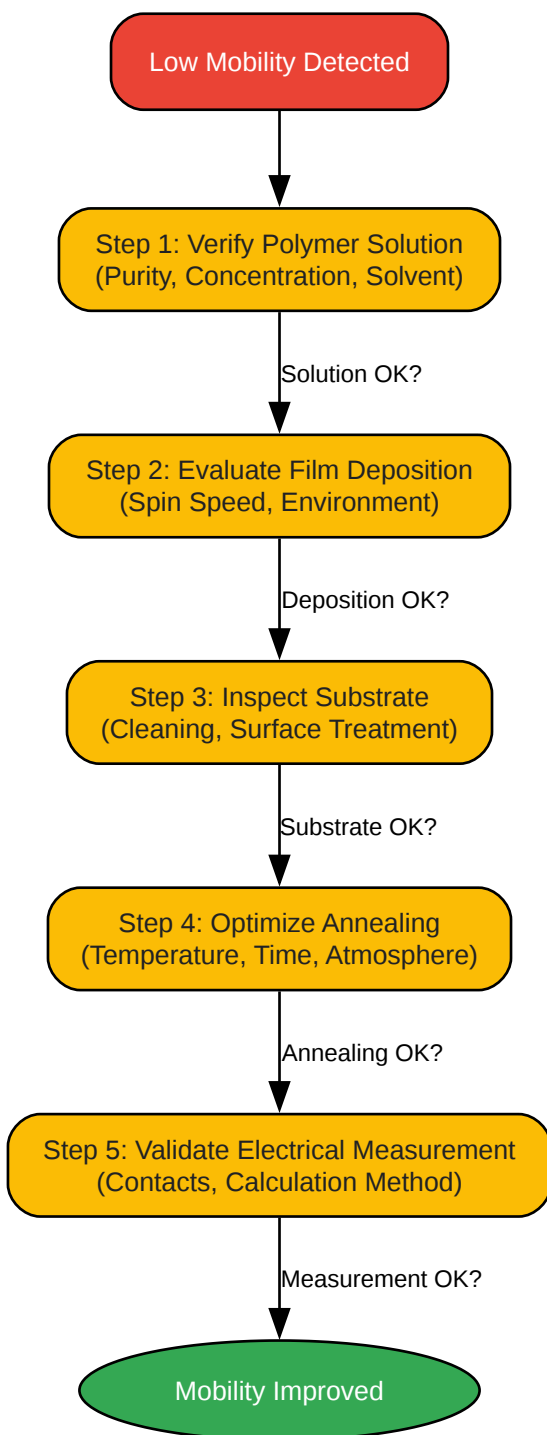 Low Mobility Detected
Step 1: Verify Polymer Solution
(Purity, Concentration, Solvent)
Solution OK?
Step 2: Evaluate Film Deposition
(Spin Speed, Environment)
Deposition OK?
Step 3: Inspect Substrate
(Cleaning, Surface Treatment)
Substrate OK?
Step 4: Optimize Annealing
(Temperature, Time, Atmosphere)
Annealing OK?
Step 5: Validate Electrical Measurement
(Contacts, Calculation Method)
Measurement OK?
Mobility Improved